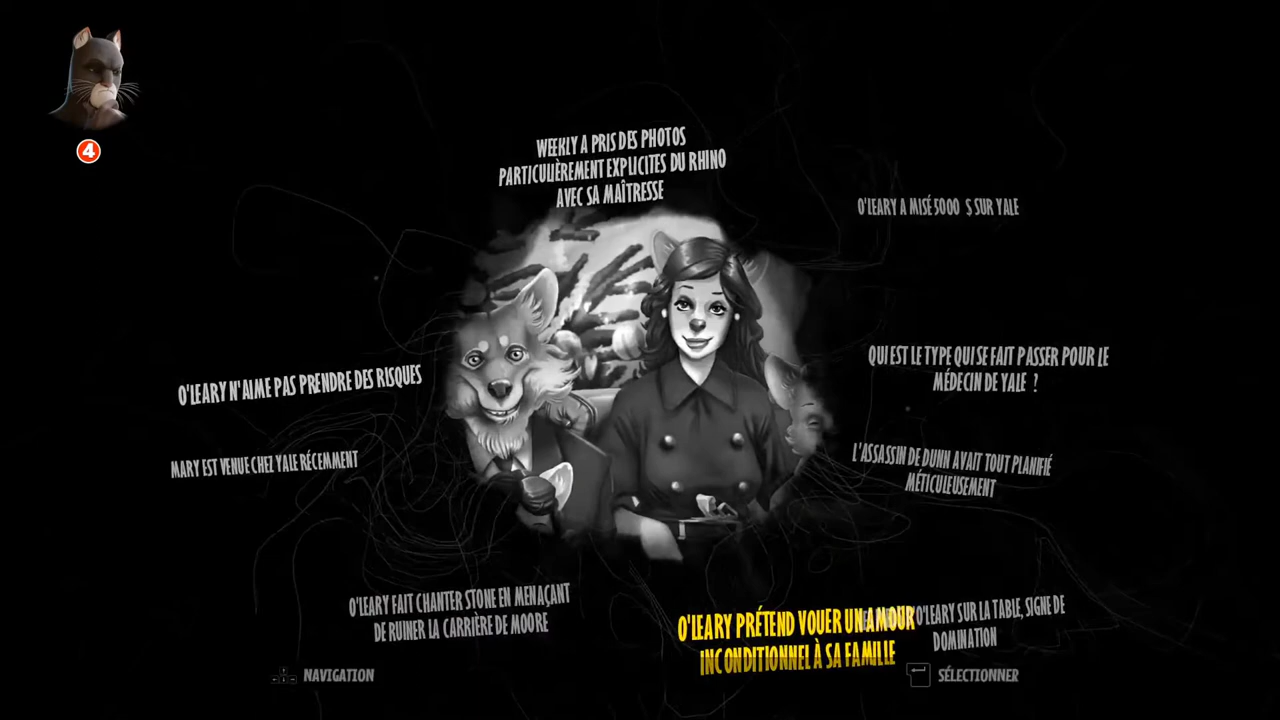 4
WEEKLY A PRIS DES PHOTOS
PARTICULIÈREMENT EXPLICITES DU RHINO
AVEC SA MAÎTRESSE
O'LEARY A MISÉ 5000 $ SUR YALE
QUI EST LE TYPE QUI SE FAIT PASSER POUR LE
MÉDECIN DE YALE ?
O'LEARY N'AIME PAS PRENDRE DES RISQUES
MARY EST VENUE CHEZ YALE RÉCEMMENT
L'ASSASSIN DE DUNN AVAIT TOUT PLANIFIÉ
MÉTICULEUSEMENT
O'LEARY FAIT CHANTER STONE EN MENAÇANT
DE RUINER LA CARRIÈRE DE MOORE
O'LEARY PRÉTEND VOUER UN AMOUR
INCONDITIONNEL À SA FAMILLE
O'LEARY SUR LA TABLE, SIGNE DE
DOMINATION
NAVIGATION
SÉLECTIONNER